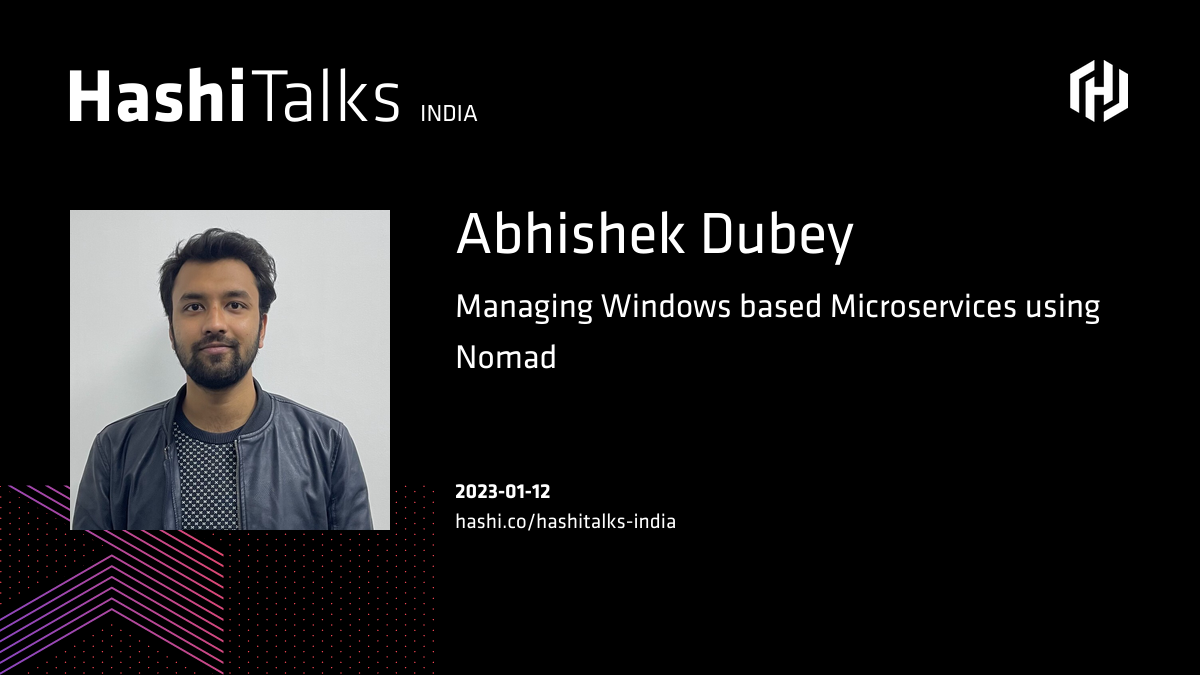 HashiTalks INDIA
Abhishek Dubey
Managing Windows based Microservices using
Nomad
2023-01-12
hashi.co/hashitalks-india